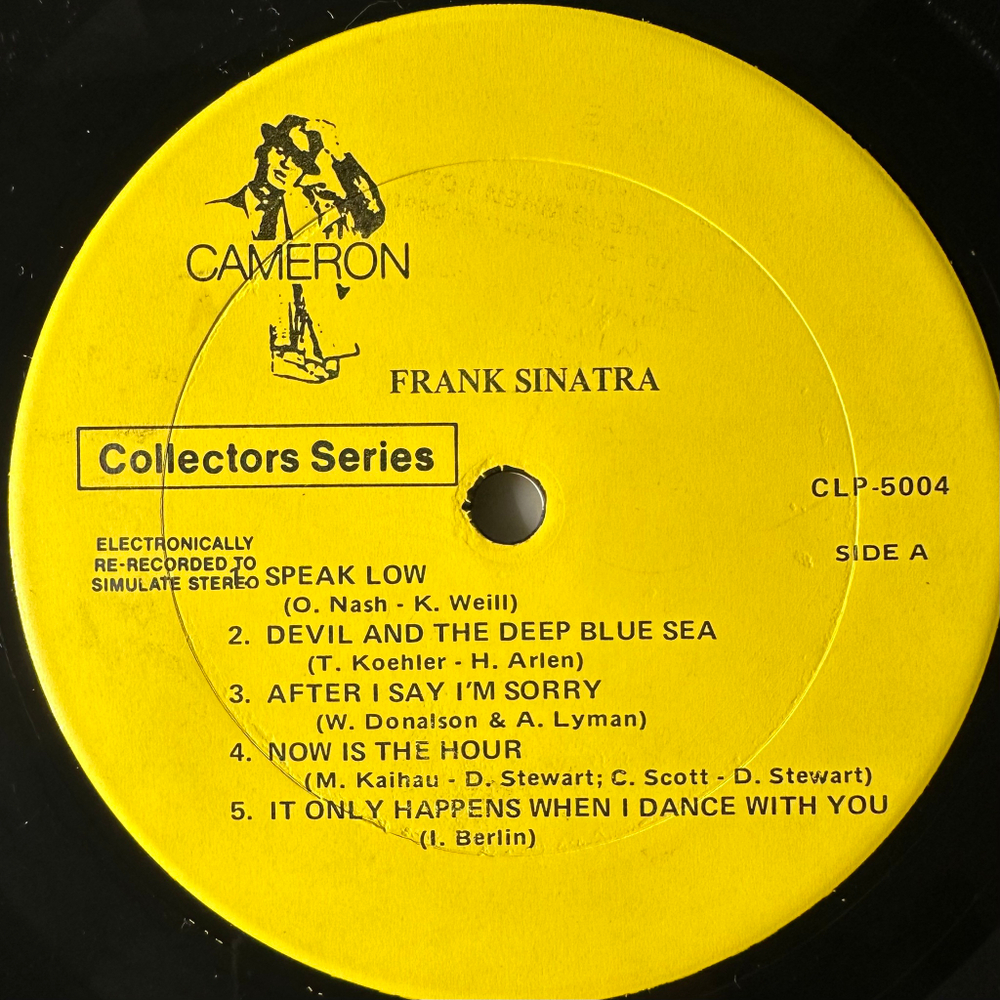 CAMERON
FRANK SINATRA
Collectors Series
CLP-5004
SIDE A
ELECTRONICALLY
RE-RECORDED TO
SIMULATE STEREO
1. SPEAK LOW
(O. Nash - K. Weill)
2. DEVIL AND THE DEEP BLUE SEA
(T. Koehler - H. Arlen)
3. AFTER I SAY I'M SORRY
(W. Donalson & A. Lyman)
4. NOW IS THE HOUR
(M. Kaihau - D. Stewart; C. Scott - D. Stewart)
5. IT ONLY HAPPENS WHEN I DANCE WITH YOU
(I. Berlin)